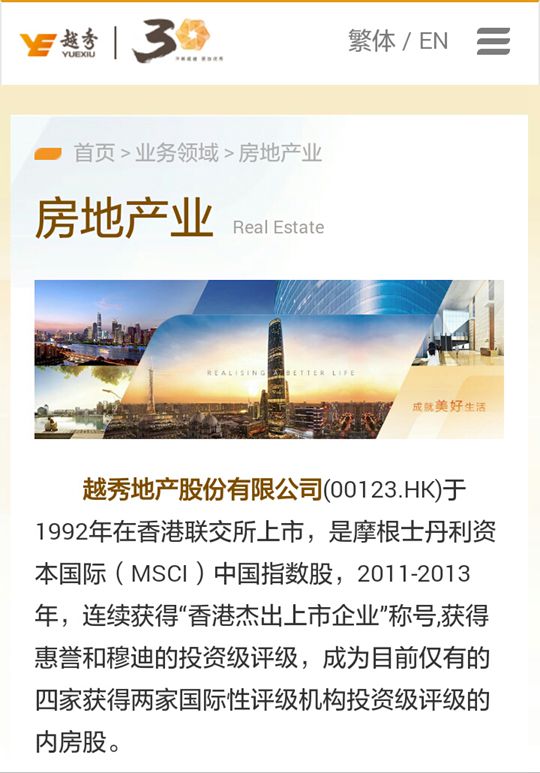 越秀
YUEXIU
30
繁体 / EN
首页 > 业务领域 > 房地产业
房地产业 Real Estate
REALISING A BETTER LIFE
成就美好生活
越秀地产股份有限公司(00123.HK)于
1992年在香港联交所上市，是摩根士丹利资
本国际（MSCI）中国指数股，2011-2013
年，连续获得“香港杰出上市企业”称号,获得
惠誉和穆迪的投资级评级，成为目前仅有的
四家获得两家国际性评级机构投资级评级的
内房股。